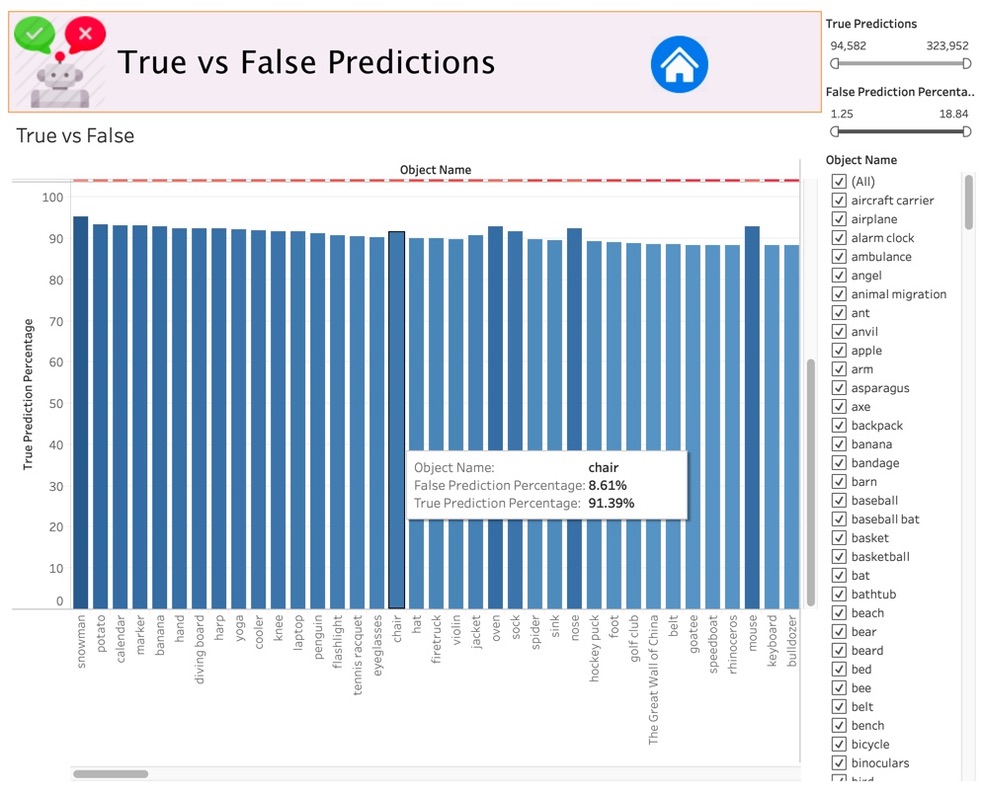 True vs False Predictions
True Predictions
94,582 323,952
False Prediction Percenta..
1.25 18.84
True vs False
Object Name
True Prediction Percentage
100
90
80
70
60
50
40
30
20
10
0
Object Name: chair
False Prediction Percentage: 8.61%
True Prediction Percentage: 91.39%
snowman
potato
calendar
marker
banana
hand
diving board
harp
yoga
cooler
knee
laptop
penguin
flashlight
tennis racquet
eyeglasses
chair
hat
firetruck
violin
jacket
oven
sock
spider
sink
nose
hockey puck
foot
golf club
The Great Wall of China
belt
goatee
speedboat
rhinoceros
mouse
keyboard
bulldozer
Object Name
(All)
aircraft carrier
airplane
alarm clock
ambulance
angel
animal migration
ant
anvil
apple
arm
asparagus
axe
backpack
banana
bandage
barn
baseball
baseball bat
basket
basketball
bat
bathtub
beach
bear
beard
bed
bee
belt
bench
bicycle
binoculars